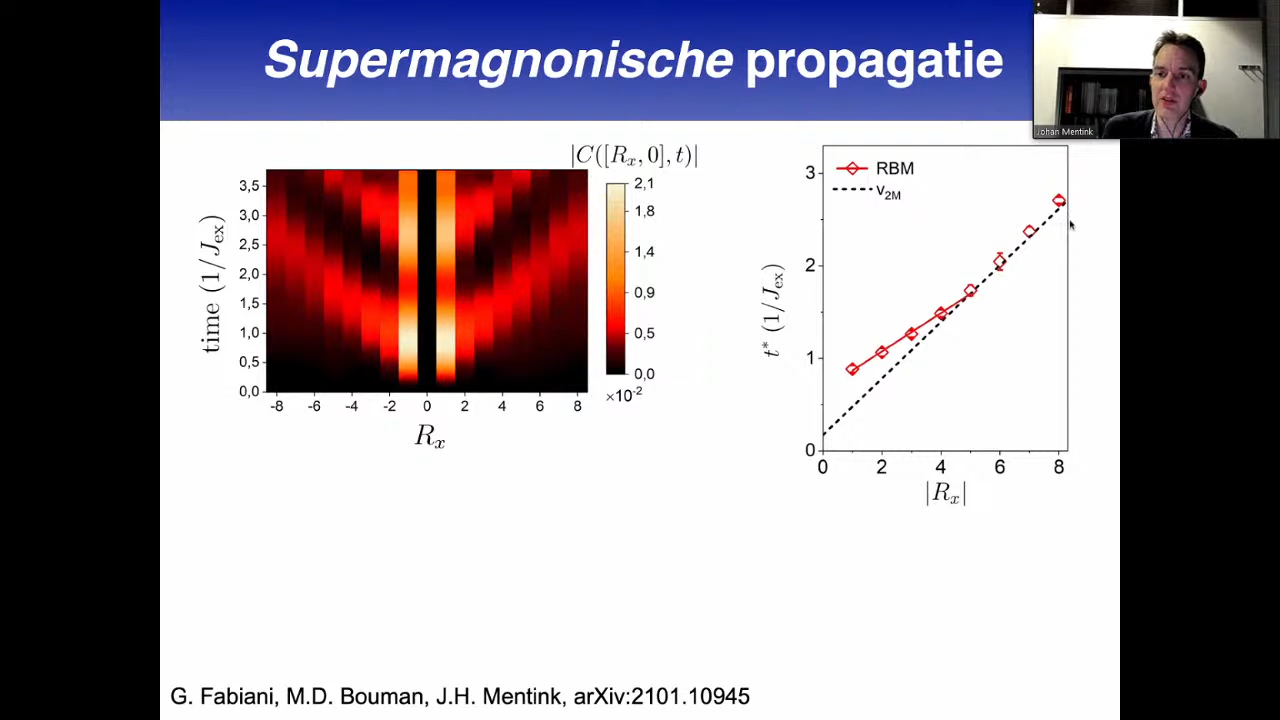 Supermagnonische propagatie
Johan Mentink
|C([Rₓ, 0], t)|
time (1/J_ex)
3,5
3,0
2,5
2,0
1,5
1,0
0,5
0,0
-8 -6 -4 -2 0 2 4 6 8
Rₓ
2,1
1,8
1,4
0,9
0,5
0,0
×10⁻²
RBM
v_2M
t* (1/J_ex)
3
2
1
0
0 2 4 6 8
|Rₓ|
G. Fabiani, M.D. Bouman, J.H. Mentink, arXiv:2101.10945